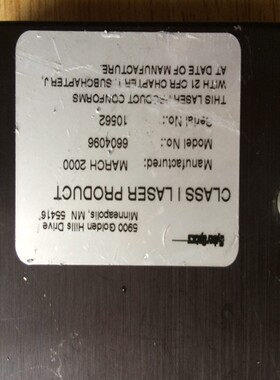 5900 Golden Hills Drive
Minneapolis, MN 55416
CLASS I LASER PRODUCT
Manufactured: MARCH 2000
Model No.: 6604096
Serial No.: 10562
THIS LASER PRODUCT CONFORMS
WITH 21 CFR CHAPTER I, SUBCHAPTER J,
AT DATE OF MANUFACTURE.